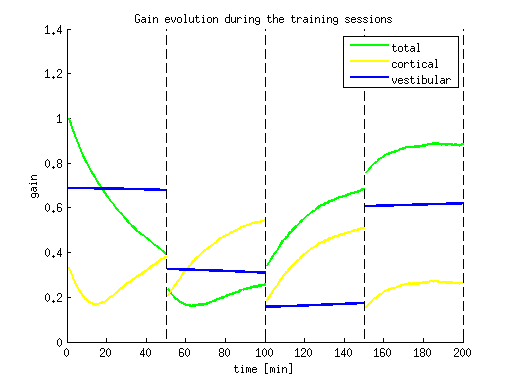 Gain evolution during the training sessions
1.4
1.2
1
0.8
0.6
0.4
0.2
0
gain
total
cortical
vestibular
0 20 40 60 80 100 120 140 160 180 200
time [min]